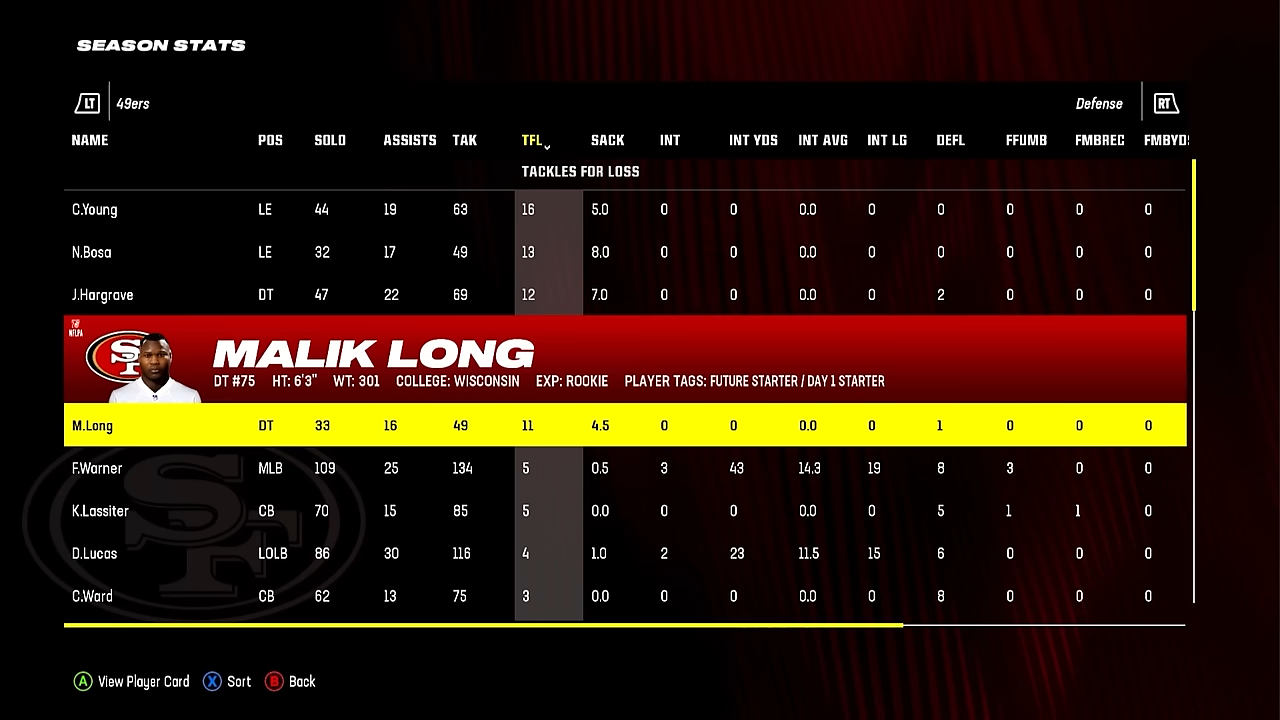 SEASON STATS
LT 49ers Defense RT
NAME POS SOLO ASSISTS TAK TFL SACK INT INT YDS INT AVG INT LG DEFL FFUMB FMBREC FMBYDS
TACKLES FOR LOSS
C.Young LE 44 19 63 16 5.0 0 0 0.0 0 0 0 0 0
N.Bosa LE 32 17 49 13 8.0 0 0 0.0 0 0 0 0 0
J.Hargrave DT 47 22 69 12 7.0 0 0 0.0 0 2 0 0 0
NFLPA
MALIK LONG
DT #75 HT: 6'3" WT: 301 COLLEGE: WISCONSIN EXP: ROOKIE PLAYER TAGS: FUTURE STARTER / DAY 1 STARTER
M.Long DT 33 16 49 11 4.5 0 0 0.0 0 1 0 0 0
F.Warner MLB 109 25 134 5 0.5 3 43 14.3 19 8 3 0 0
K.Lassiter CB 70 15 85 5 0.0 0 0 0.0 0 5 1 1 0
D.Lucas LOLB 86 30 116 4 1.0 2 23 11.5 15 6 0 0 0
C.Ward CB 62 13 75 3 0.0 0 0 0.0 0 8 0 0 0
A View Player Card X Sort B Back